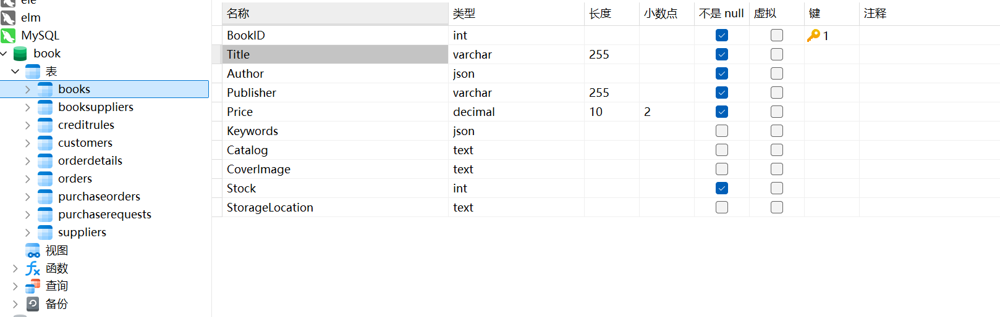 ele
elm
MySQL
book
表
books
booksuppliers
creditrules
customers
orderdetails
orders
purchaseorders
purchaserequests
suppliers
视图
函数
查询
备份
名称 类型 长度 小数点 不是 null 虚拟 键 注释
BookID int 1
Title varchar 255
Author json
Publisher varchar 255
Price decimal 10 2
Keywords json
Catalog text
CoverImage text
Stock int
StorageLocation text